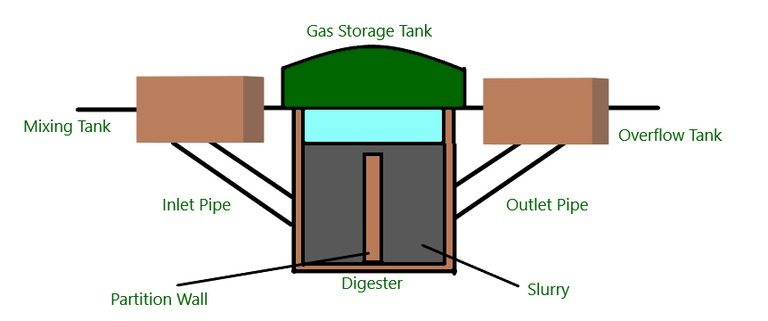 Gas Storage Tank
Mixing Tank
Overflow Tank
Inlet Pipe
Outlet Pipe
Digester
Slurry
Partition Wall